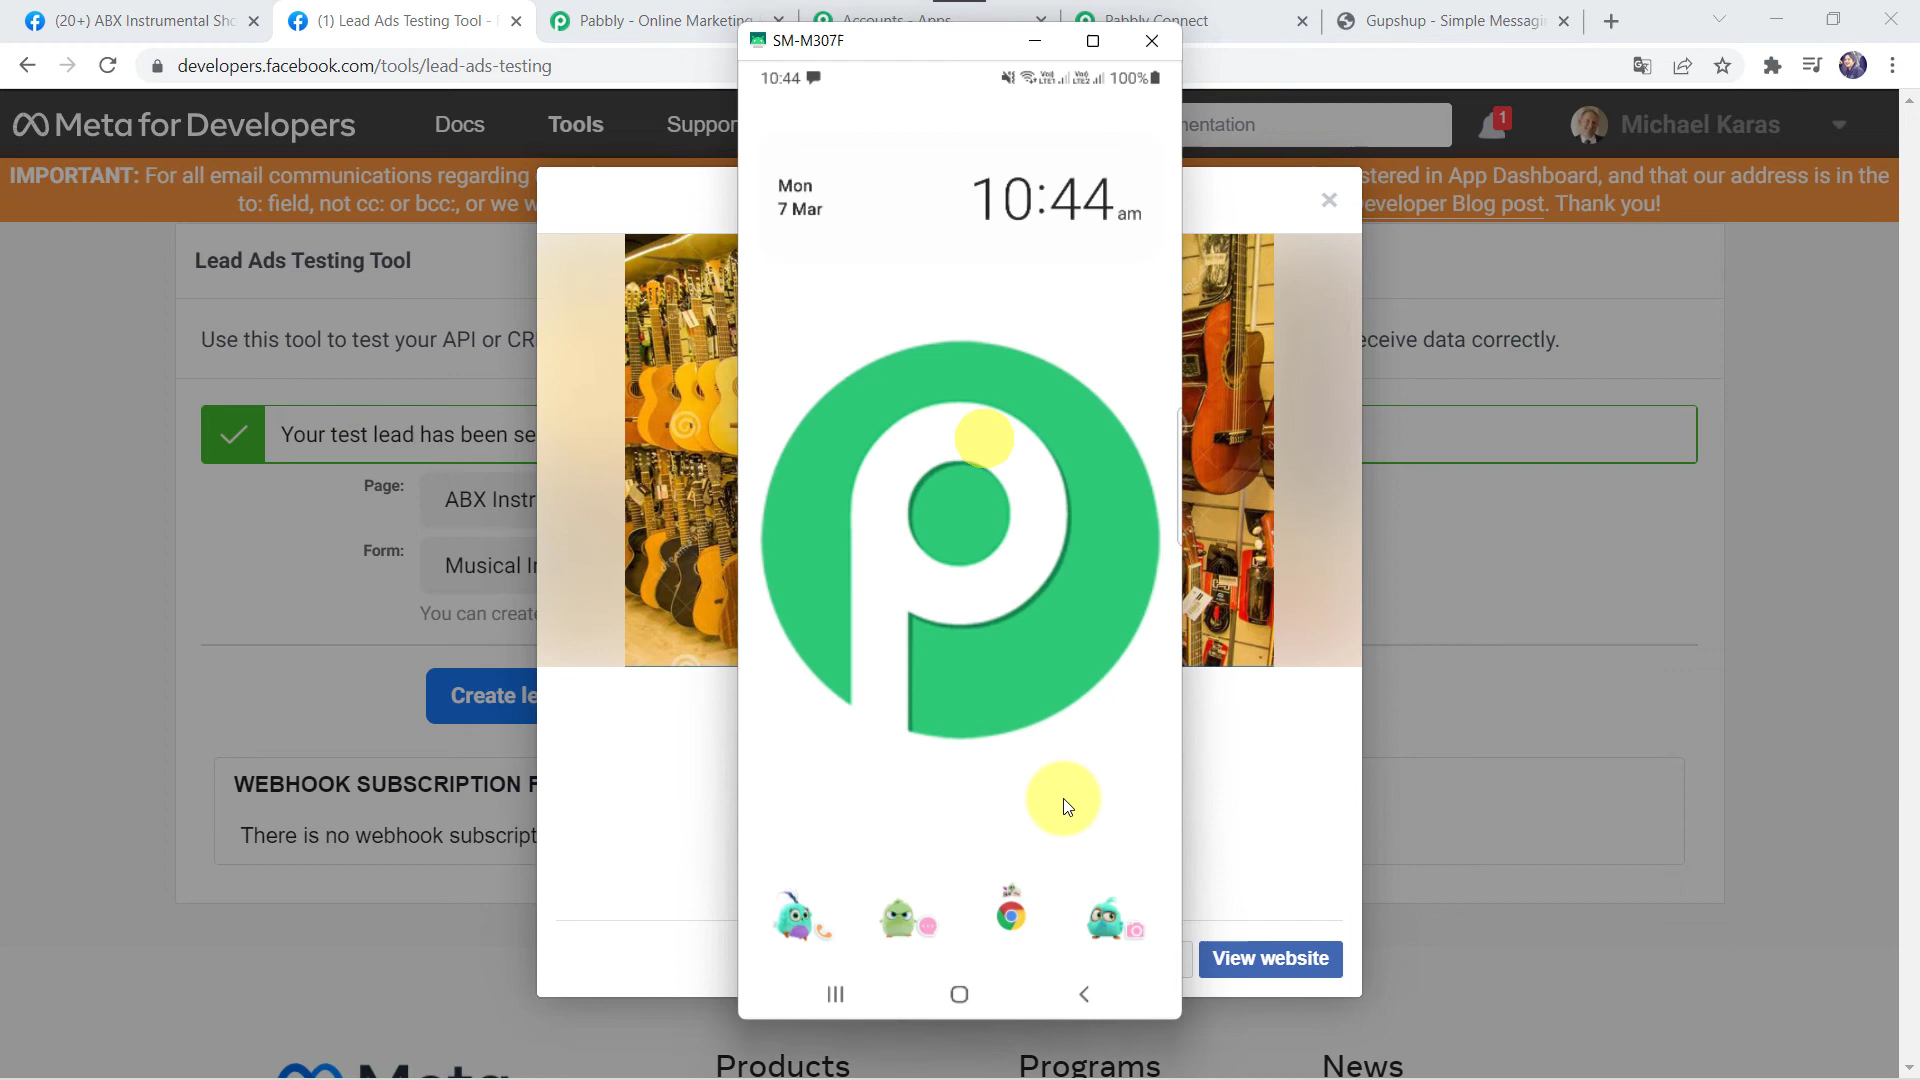 (20+) ABX Instrumental Sho
(1) Lead Ads Testing Tool -
Pabbly - Online Marketing
Accounts - Apps
Pabbly Connect
Gupshup - Simple Messagi
SM-M307F
developers.facebook.com/tools/lead-ads-testing
10:44
100%
Meta for Developers
Docs
Tools
Suppor
nentation
1
Michael Karas
IMPORTANT: For all email communications regarding
stered in App Dashboard, and that our address is in the
to: field, not cc: or bcc:, or we w
eveloper Blog post. Thank you!
Mon
7 Mar
10:44 am
Lead Ads Testing Tool
Use this tool to test your API or CR
eceive data correctly.
Your test lead has been se
Page:
ABX Instr
Form:
Musical In
You can create
Create le
WEBHOOK SUBSCRIPTION F
There is no webhook subscript
View website
Meta
Products
Programs
News